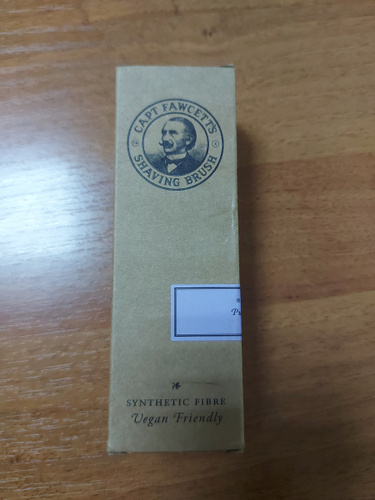 CAPT FAWCETT'S
SHAVING BRUSH
SYNTHETIC FIBRE
Vegan Friendly